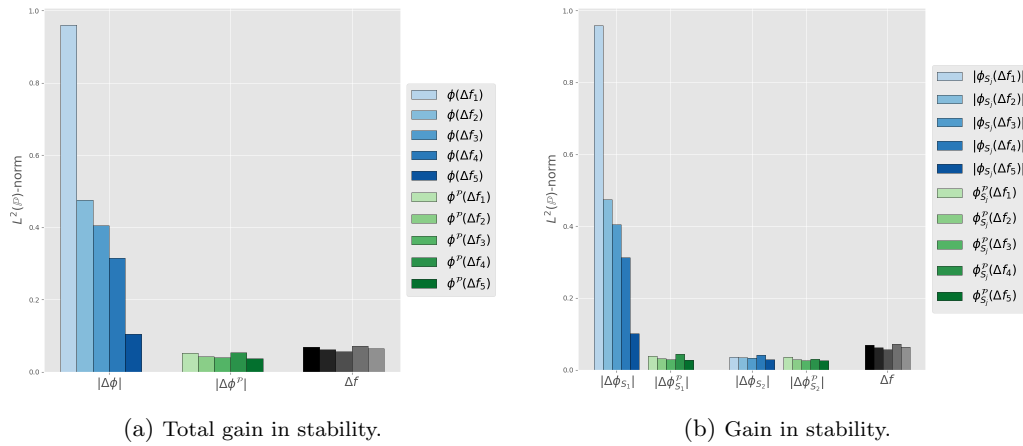 1.0
0.8
0.6
0.4
0.2
0.0
L²(ℙ)-norm
|Δϕ|
|Δϕ^𝒫|
Δf
ϕ(Δf₁)
ϕ(Δf₂)
ϕ(Δf₃)
ϕ(Δf₄)
ϕ(Δf₅)
ϕ^𝒫(Δf₁)
ϕ^𝒫(Δf₂)
ϕ^𝒫(Δf₃)
ϕ^𝒫(Δf₄)
ϕ^𝒫(Δf₅)
(a) Total gain in stability.
1.0
0.8
0.6
0.4
0.2
0.0
L²(ℙ)-norm
|Δϕ_{S₁}|
|Δϕ^𝒫_{S₁}|
|Δϕ_{S₂}|
|Δϕ^𝒫_{S₂}|
Δf
|ϕ_{S_j}(Δf₁)|
|ϕ_{S_j}(Δf₂)|
|ϕ_{S_j}(Δf₃)|
|ϕ_{S_j}(Δf₄)|
|ϕ_{S_j}(Δf₅)|
ϕ^𝒫_{S_j}(Δf₁)
ϕ^𝒫_{S_j}(Δf₂)
ϕ^𝒫_{S_j}(Δf₃)
ϕ^𝒫_{S_j}(Δf₄)
ϕ^𝒫_{S_j}(Δf₅)
(b) Gain in stability.